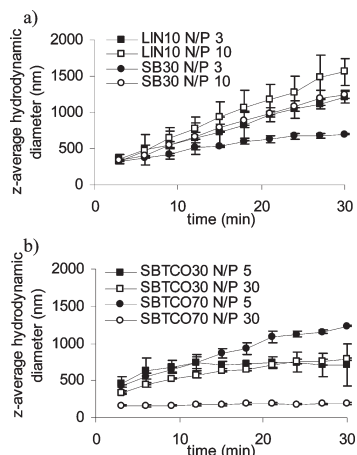 a)
2000
1500
1000
500
0
z-average hydrodynamic
diameter (nm)
LIN10 N/P 3
LIN10 N/P 10
SB30 N/P 3
SB30 N/P 10
0 10 20 30
time (min)
b)
2000
1500
1000
500
0
z-average hydrodynamic
diameter (nm)
SBTCO30 N/P 5
SBTCO30 N/P 30
SBTCO70 N/P 5
SBTCO70 N/P 30
0 10 20 30
time (min)